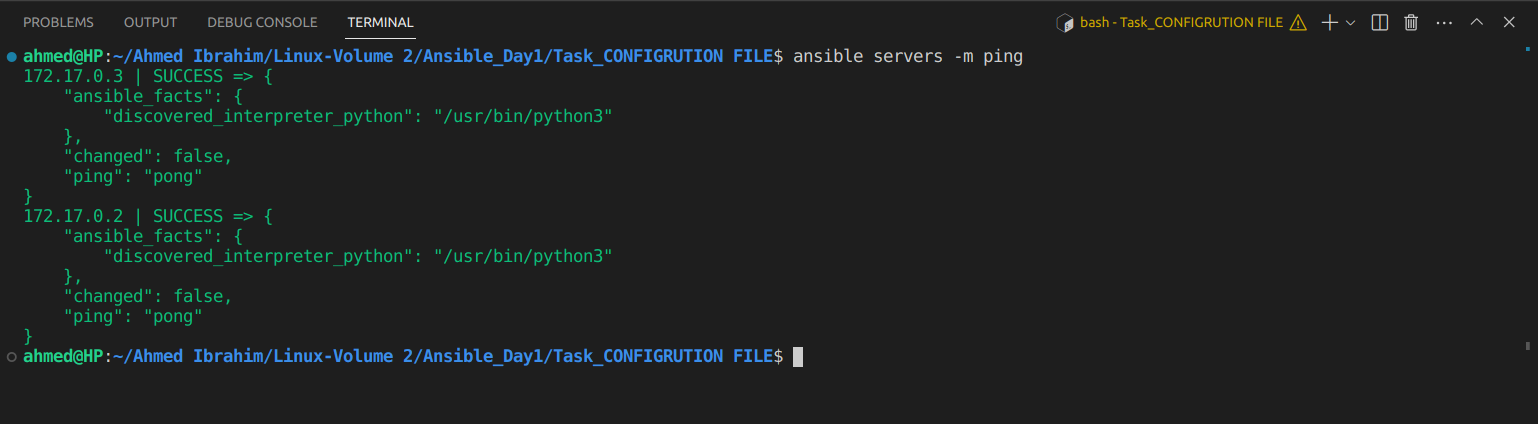 PROBLEMS OUTPUT DEBUG CONSOLE TERMINAL bash - Task_CONFIGRUTION FILE
ahmed@HP:~/Ahmed Ibrahim/Linux-Volume 2/Ansible_Day1/Task_CONFIGRUTION FILE$ ansible servers -m ping
172.17.0.3 | SUCCESS => {
    "ansible_facts": {
        "discovered_interpreter_python": "/usr/bin/python3"
    },
    "changed": false,
    "ping": "pong"
}
172.17.0.2 | SUCCESS => {
    "ansible_facts": {
        "discovered_interpreter_python": "/usr/bin/python3"
    },
    "changed": false,
    "ping": "pong"
}
ahmed@HP:~/Ahmed Ibrahim/Linux-Volume 2/Ansible_Day1/Task_CONFIGRUTION FILE$